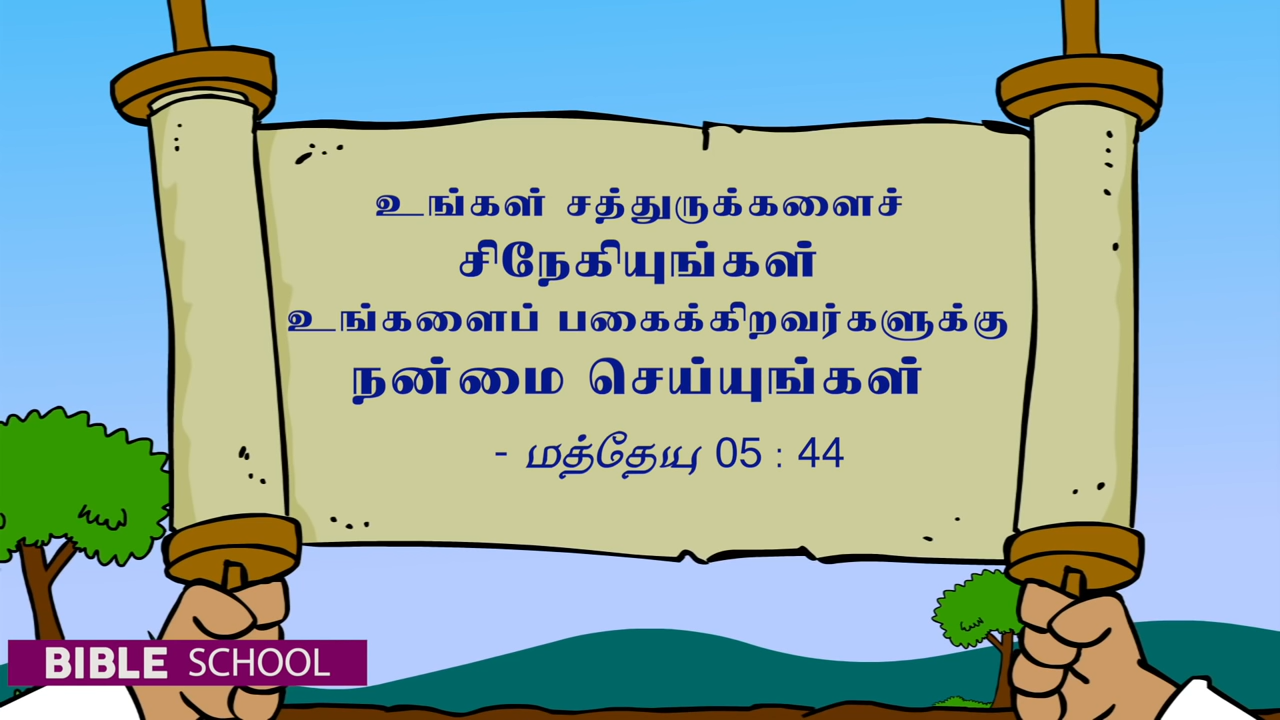 உங்கள் சத்துருக்களைச்
சிநேகியுங்கள்
உங்களைப் பகைக்கிறவர்களுக்கு
நன்மை செய்யுங்கள்
- மத்தேயு 05 : 44
BIBLE SCHOOL